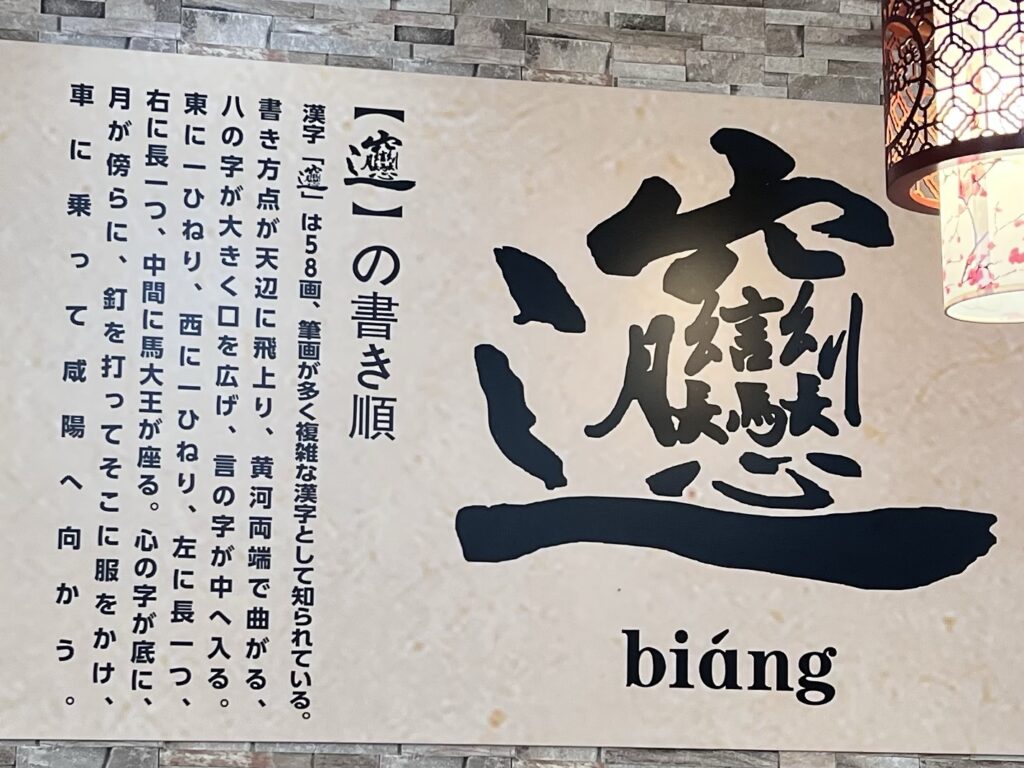 𰻞
biáng
【𰻞】の書き順
漢字「𰻞」は58画、筆画が多く複雑な漢字として知られている。
書き方点が天辺に飛上り、黄河両端で曲がる、
八の字が大きく口を広げ、言の字が中へ入る。
東に一ひねり、西に一ひねり、左に長一つ、
右に長一つ、中間に馬大王が座る。心の字が底に、
月が傍らに、釘を打ってそこに服をかけ、
車に乗って咸陽へ向かう。